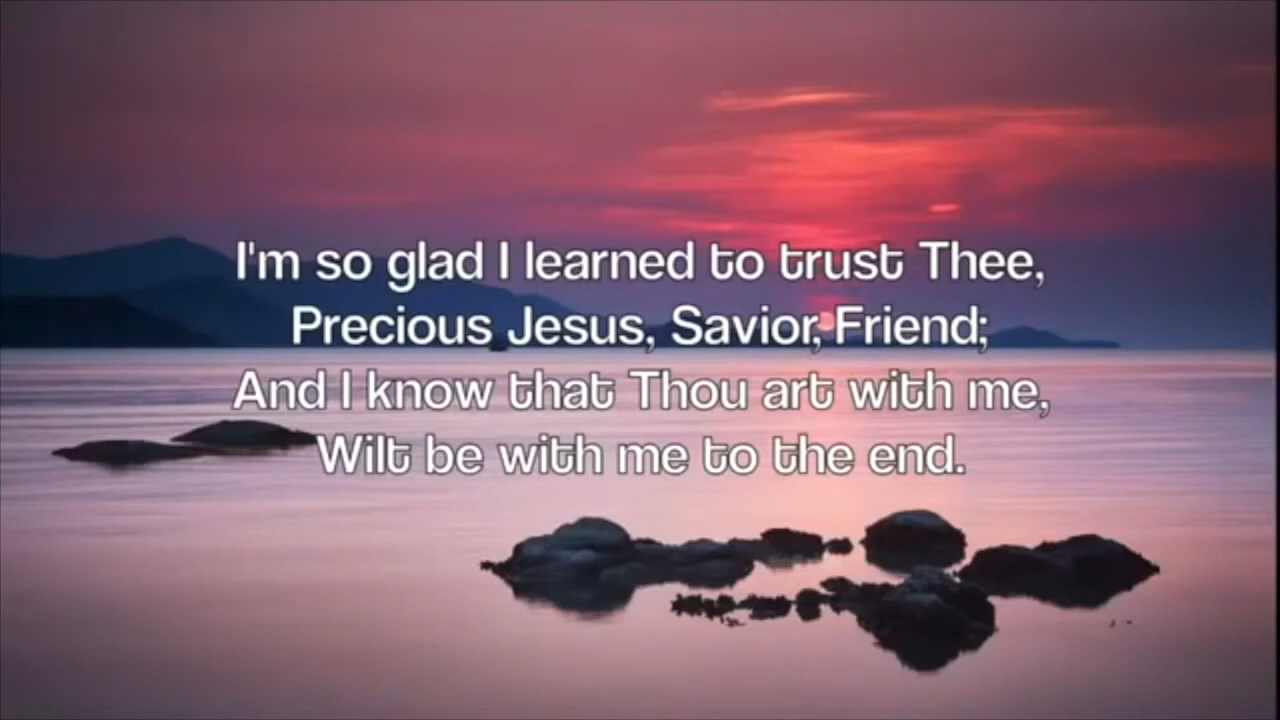 I'm so glad I learned to trust Thee,
Precious Jesus, Savior, Friend;
And I know that Thou art with me,
Wilt be with me to the end.